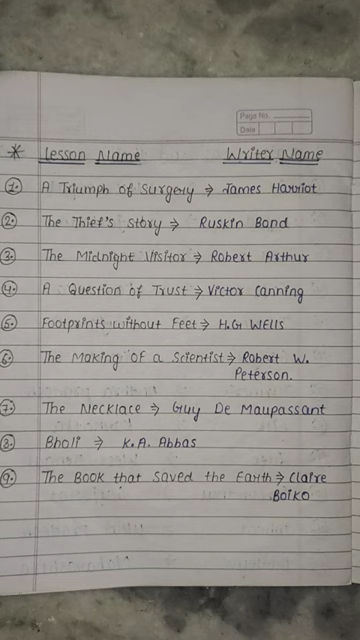 Page No.
Date
* Lesson Name Writer Name
1. A Triumph of Surgery → James Harriot
2. The Thief's Story → Ruskin Bond
3. The Midnight Visitor → Robert Arthur
4. A Question of Trust → Victor Canning
5. Footprints without Feet → H.G Wells
6. The Making Of a Scientist → Robert W.
Peterson.
7. The Necklace → Guy De Maupassant
8. Bholi → K.A. Abbas
9. The Book that Saved the Earth → Claire
Boiko